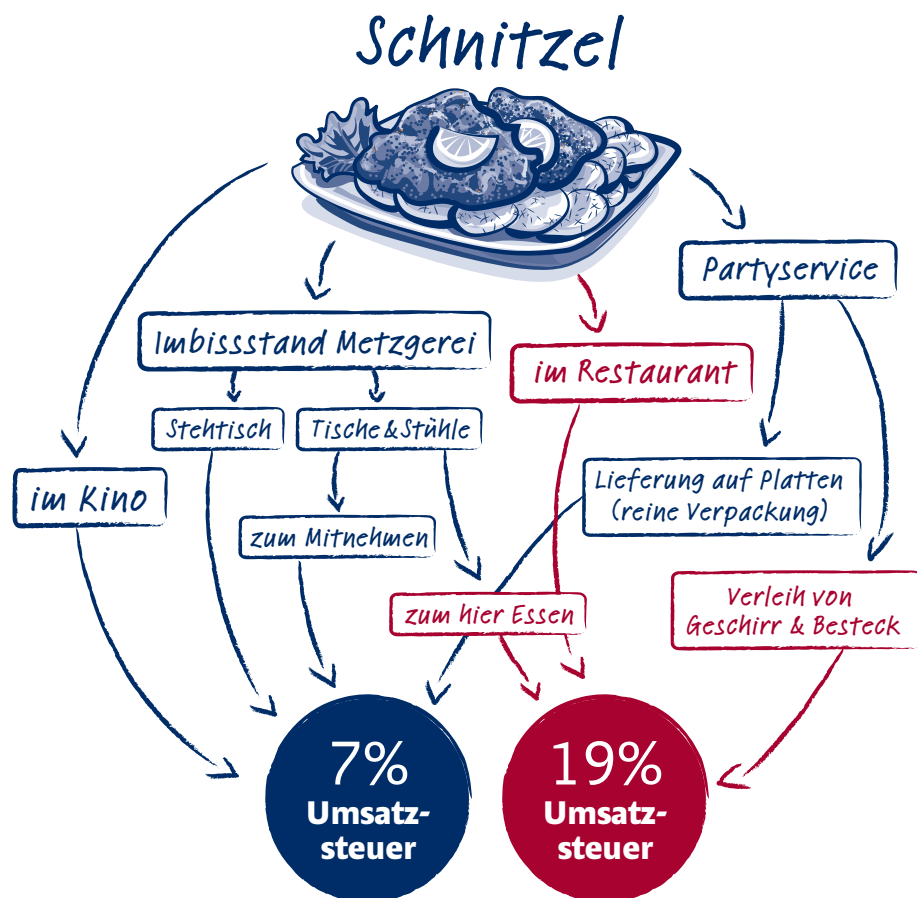 Schnitzel
Partyservice
Imbissstand Metzgerei
im Restaurant
Stehtisch
Tische & Stühle
im Kino
Lieferung auf Platten
(reine Verpackung)
zum Mitnehmen
zum hier Essen
Verleih von
Geschirr & Besteck
7%
Umsatz-
steuer
19%
Umsatz-
steuer